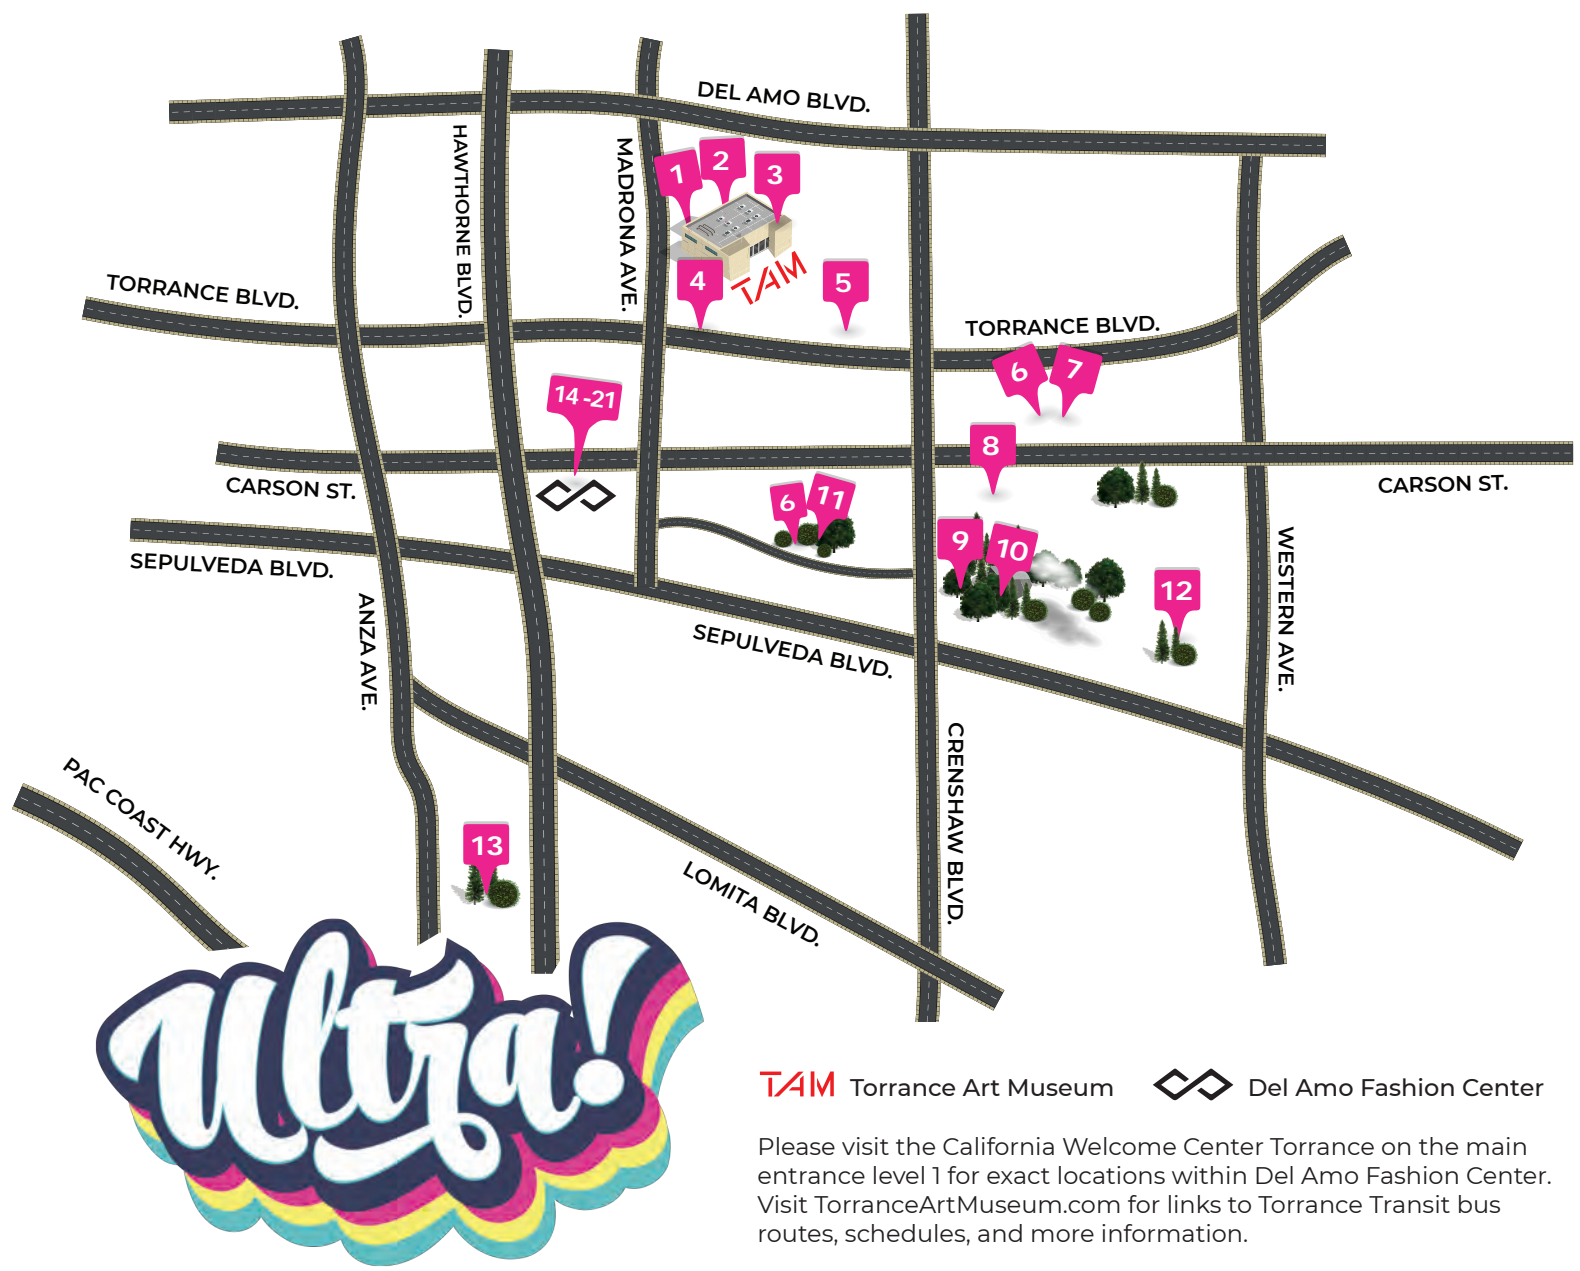 DEL AMO BLVD.
HAWTHORNE BLVD.
MADRONA AVE.
1
2
3
TAM
4
5
TORRANCE BLVD.
TORRANCE BLVD.
6
7
14 -21
8
CARSON ST.
CARSON ST.
6
11
9
10
12
SEPULVEDA BLVD.
SEPULVEDA BLVD.
ANZA AVE.
WESTERN AVE.
CRENSHAW BLVD.
PAC COAST HWY.
13
LOMITA BLVD.
Ultra!
TAM Torrance Art Museum
Del Amo Fashion Center
Please visit the California Welcome Center Torrance on the main
entrance level 1 for exact locations within Del Amo Fashion Center.
Visit TorranceArtMuseum.com for links to Torrance Transit bus
routes, schedules, and more information.